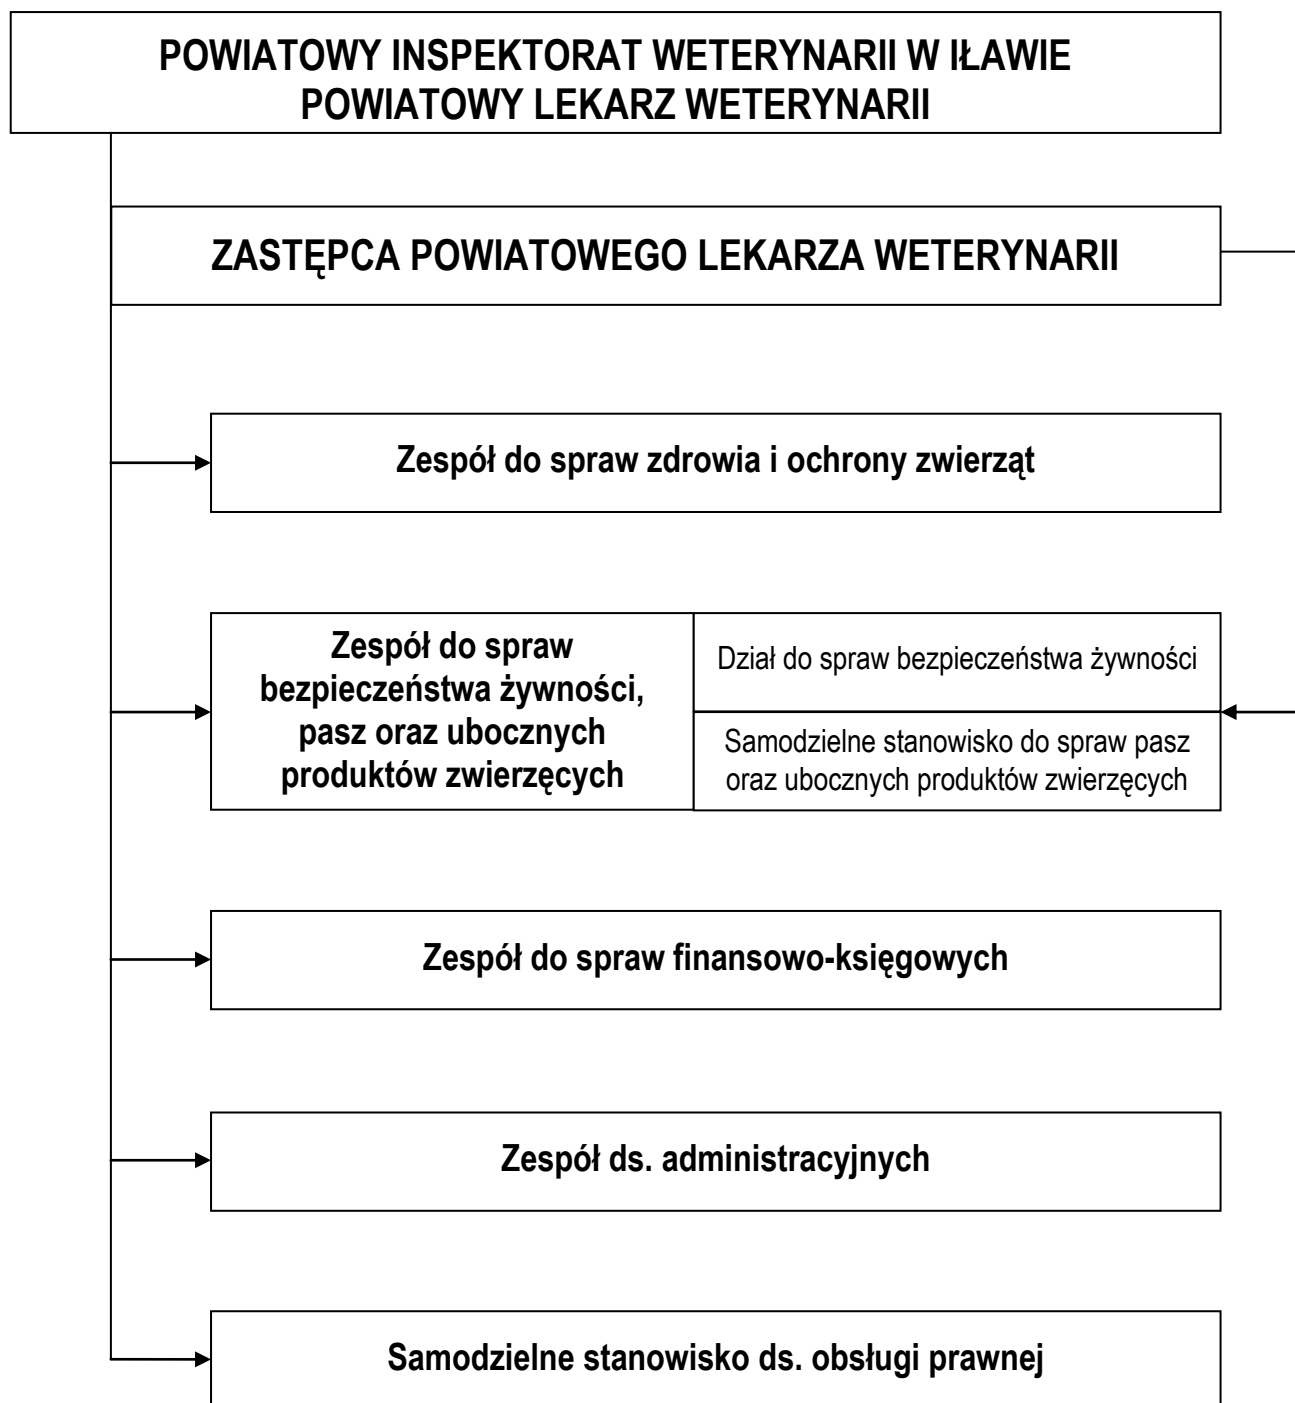 POWIATOWY INSPEKTORAT WETERYNARII W IŁAWIE
POWIATOWY LEKARZ WETERYNARII
ZASTĘPCA POWIATOWEGO LEKARZA WETERYNARII
Zespół do spraw zdrowia i ochrony zwierząt
Zespół do spraw
bezpieczeństwa żywności,
pasz oraz ubocznych
produktów zwierzęcych
Dział do spraw bezpieczeństwa żywności
Samodzielne stanowisko do spraw pasz
oraz ubocznych produktów zwierzęcych
Zespół do spraw finansowo-księgowych
Zespół ds. administracyjnych
Samodzielne stanowisko ds. obsługi prawnej